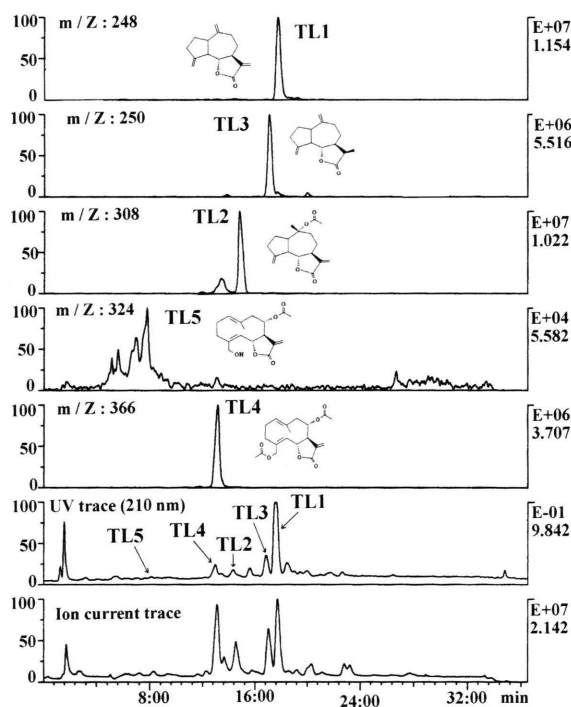 100 m / Z : 248 TL1 E+07
1.154
50
0
100 m / Z : 250 TL3 E+06
5.516
50
0
100 m / Z : 308 TL2 E+07
1.022
50
0
100 m / Z : 324 TL5 E+04
5.582
50
0
100 m / Z : 366 TL4 E+06
3.707
50
0
100 UV trace (210 nm) TL1 E-01
9.842
TL3
TL4
TL5 TL2
50
0
100 Ion current trace E+07
2.142
50
0
8:00 16:00 24:00 32:00 min